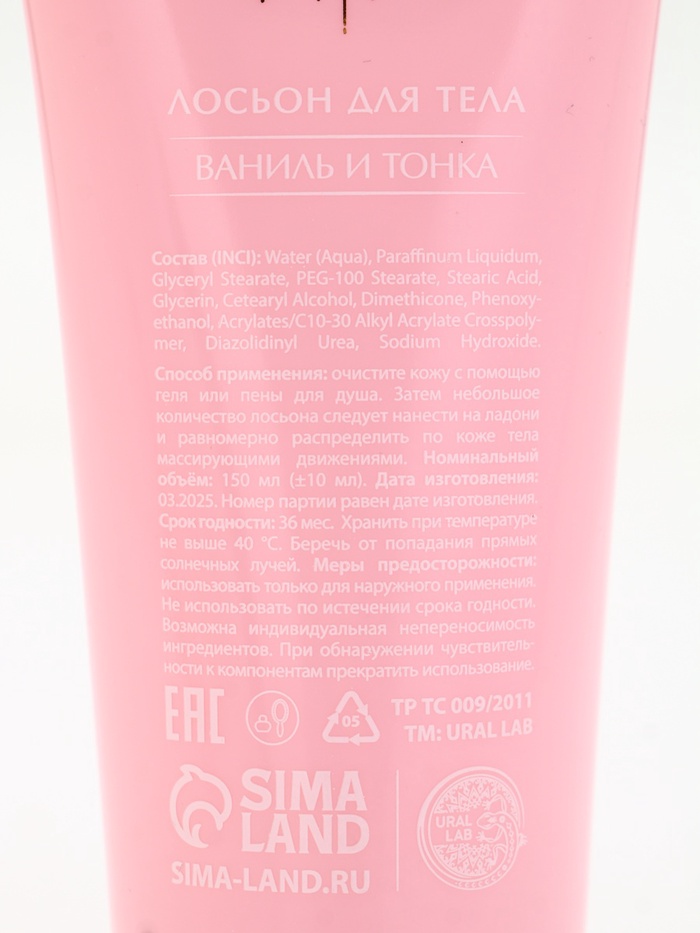 ЛОСЬОН ДЛЯ ТЕЛА
ВАНИЛЬ И ТОНКА
Состав (INCI): Water (Aqua), Paraffinum Liquidum,
Glyceryl Stearate, PEG-100 Stearate, Stearic Acid,
Glycerin, Cetearyl Alcohol, Dimethicone, Phenoxy-
ethanol, Acrylates/C10-30 Alkyl Acrylate Crosspoly-
mer, Diazolidinyl Urea, Sodium Hydroxide.
Способ применения: очистите кожу с помощью
геля или пены для душа. Затем небольшое
количество лосьона следует нанести на ладони
и равномерно распределить по коже тела
массирующими движениями. Номинальный
объём: 150 мл (±10 мл). Дата изготовления:
03.2025. Номер партии равен дате изготовления.
Срок годности: 36 мес. Хранить при температуре
не выше 40 °С. Беречь от попадания прямых
солнечных лучей. Меры предосторожности:
использовать только для наружного применения.
Не использовать по истечении срока годности.
Возможна индивидуальная непереносимость
ингредиентов. При обнаружении чувствитель-
ности к компонентам прекратить использование.
EAC
05
ТР ТС 009/2011
ТМ: URAL LAB
SIMA
LAND
SIMA-LAND.RU
URAL
LAB